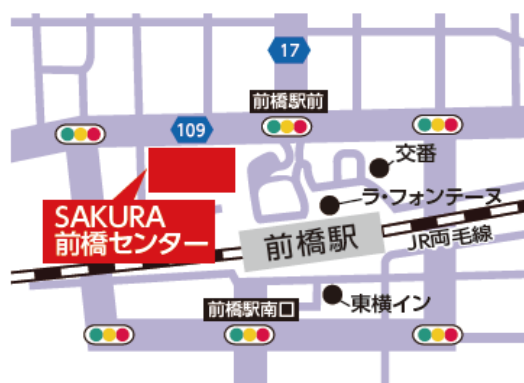 17
前橋駅前
109
交番
ラ・フォンテーヌ
SAKURA
前橋センター
前橋駅
JR両毛線
東横イン
前橋駅南口